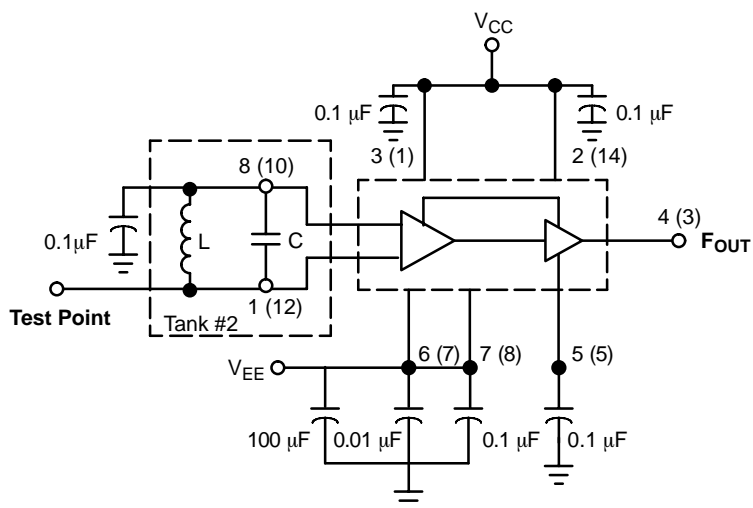 V_CC
0.1 μF
0.1 μF
3 (1)
2 (14)
8 (10)
4 (3)
0.1μF
L
C
F_OUT
1 (12)
Test Point
Tank #2
6 (7)
7 (8)
5 (5)
V_EE
100 μF
0.01 μF
0.1 μF
0.1 μF